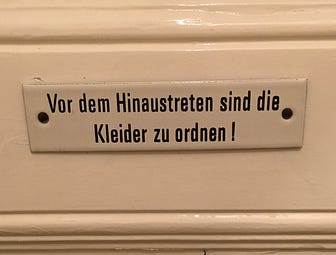 Vor dem Hinaustreten sind die
Kleider zu ordnen !